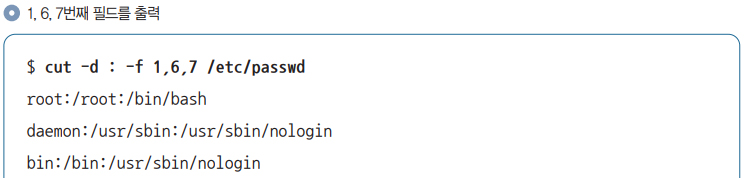 1, 6, 7번째 필드를 출력
$ cut -d : -f 1,6,7 /etc/passwd
root:/root:/bin/bash
daemon:/usr/sbin:/usr/sbin/nologin
bin:/bin:/usr/sbin/nologin